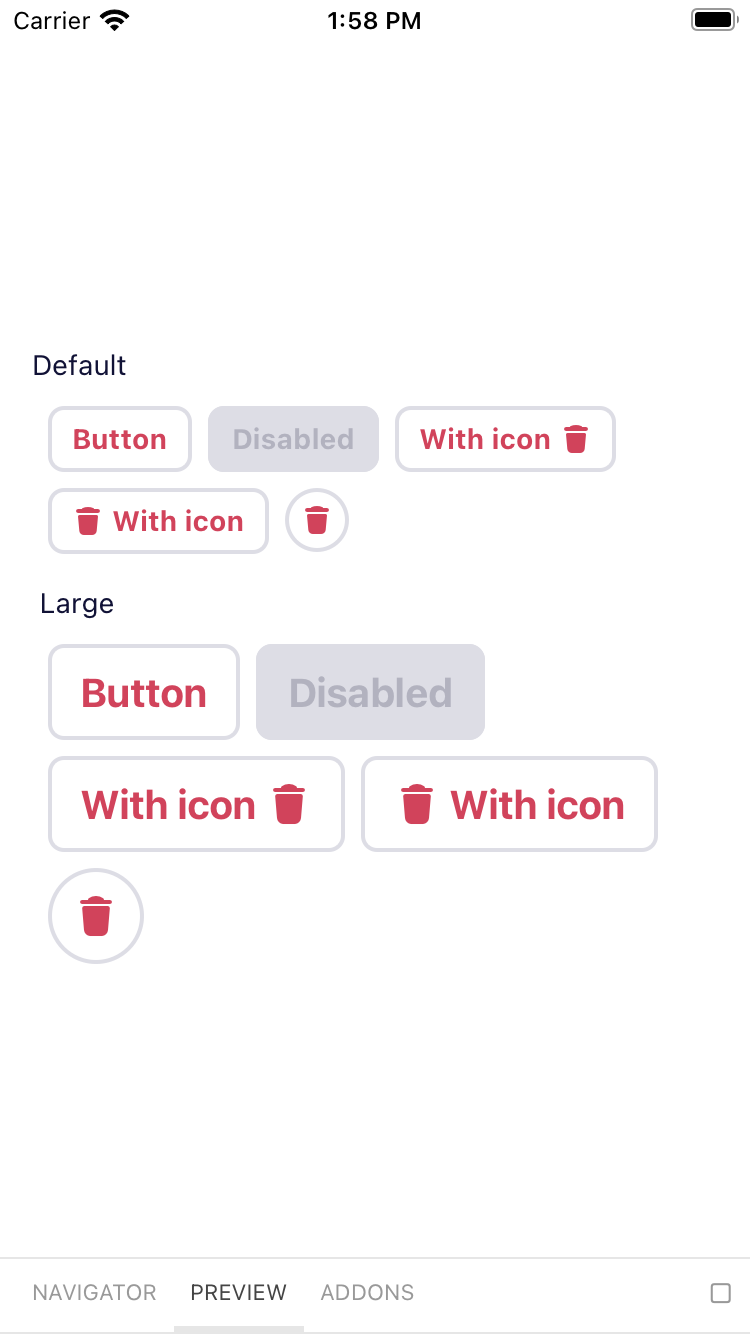 Carrier 1:58 PM
Default
Button Disabled With icon
With icon
Large
Button Disabled
With icon With icon
NAVIGATOR PREVIEW ADDONS